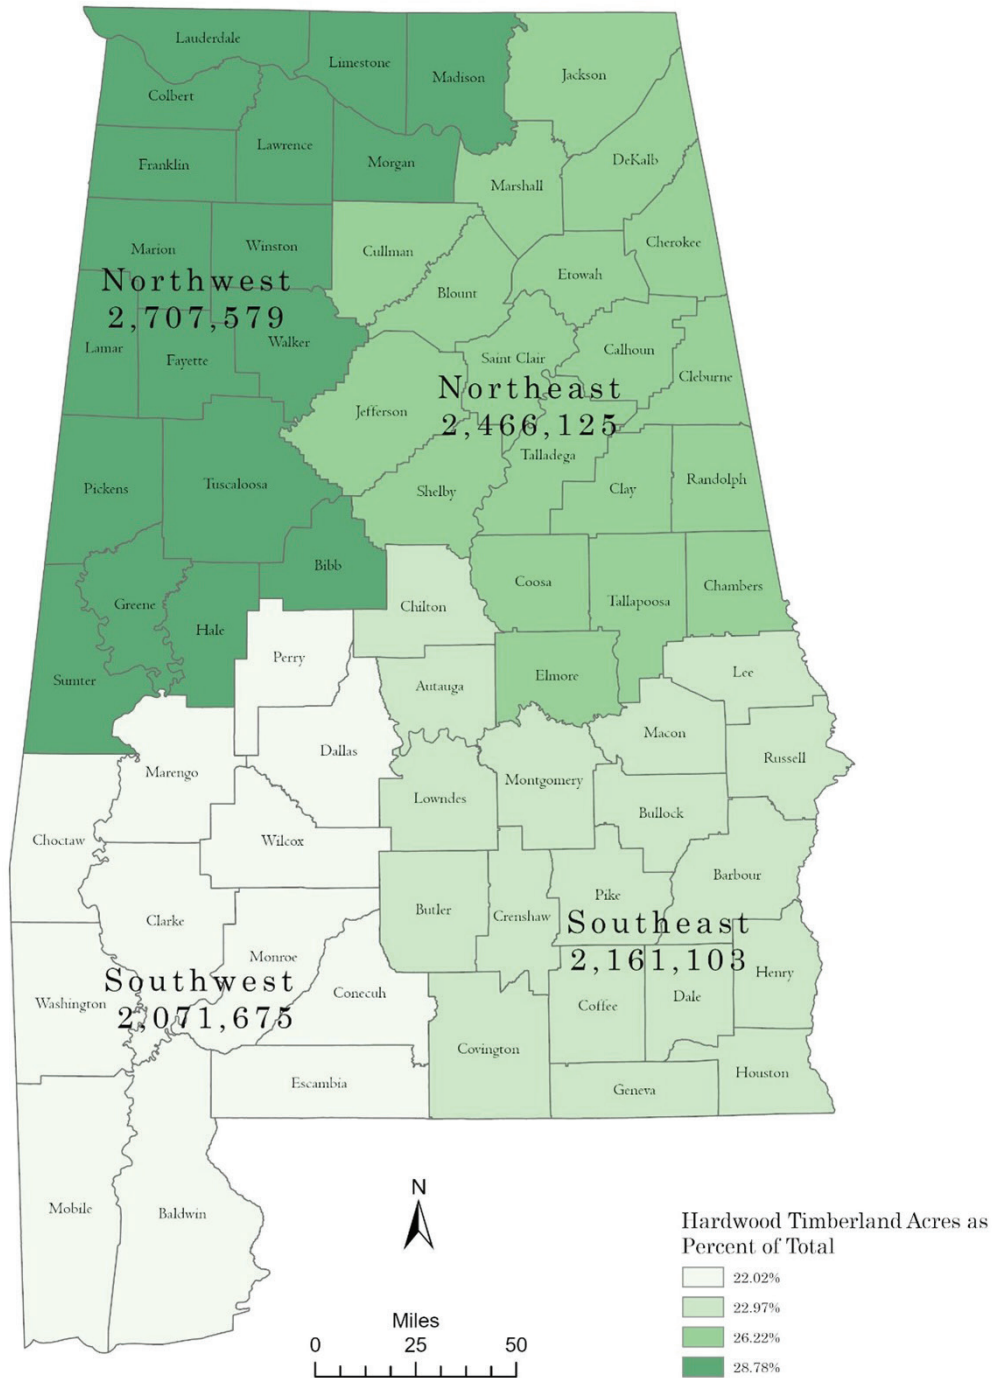 Lauderdale
Limestone
Madison
Jackson
Colbert
Lawrence
Franklin
Morgan
DeKalb
Marshall
Cherokee
Marion
Winston
Cullman
Etowah
Blount
Northwest
2,707,579
Lamar
Fayette
Walker
Saint Clair
Calhoun
Cleburne
Northeast
2,466,125
Jefferson
Talladega
Pickens
Tuscaloosa
Shelby
Clay
Randolph
Bibb
Coosa
Tallapoosa
Chambers
Greene
Hale
Chilton
Perry
Sumter
Autauga
Elmore
Lee
Macon
Dallas
Marengo
Montgomery
Russell
Lowndes
Bullock
Choctaw
Wilcox
Barbour
Clarke
Butler
Crenshaw
Pike
Southeast
2,161,103
Monroe
Henry
Southwest
2,071,675
Washington
Conecuh
Coffee
Dale
Covington
Escambia
Geneva
Houston
Mobile
Baldwin
N
Miles
0 25 50
Hardwood Timberland Acres as
Percent of Total
22.02%
22.97%
26.22%
28.78%